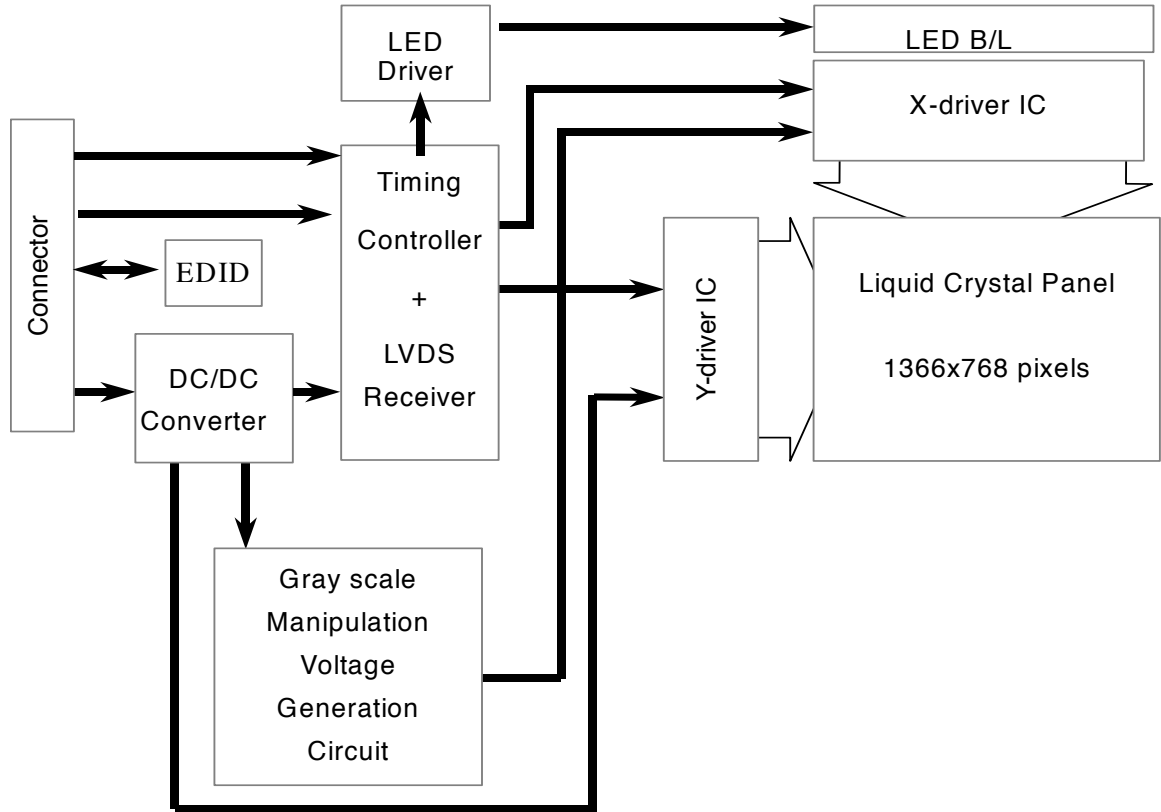 LED
Driver
LED B/L
X-driver IC
Connector
Timing
Controller
+
LVDS
Receiver
EDID
DC/DC
Converter
Y-driver IC
Liquid Crystal Panel
1366x768 pixels
Gray scale
Manipulation
Voltage
Generation
Circuit